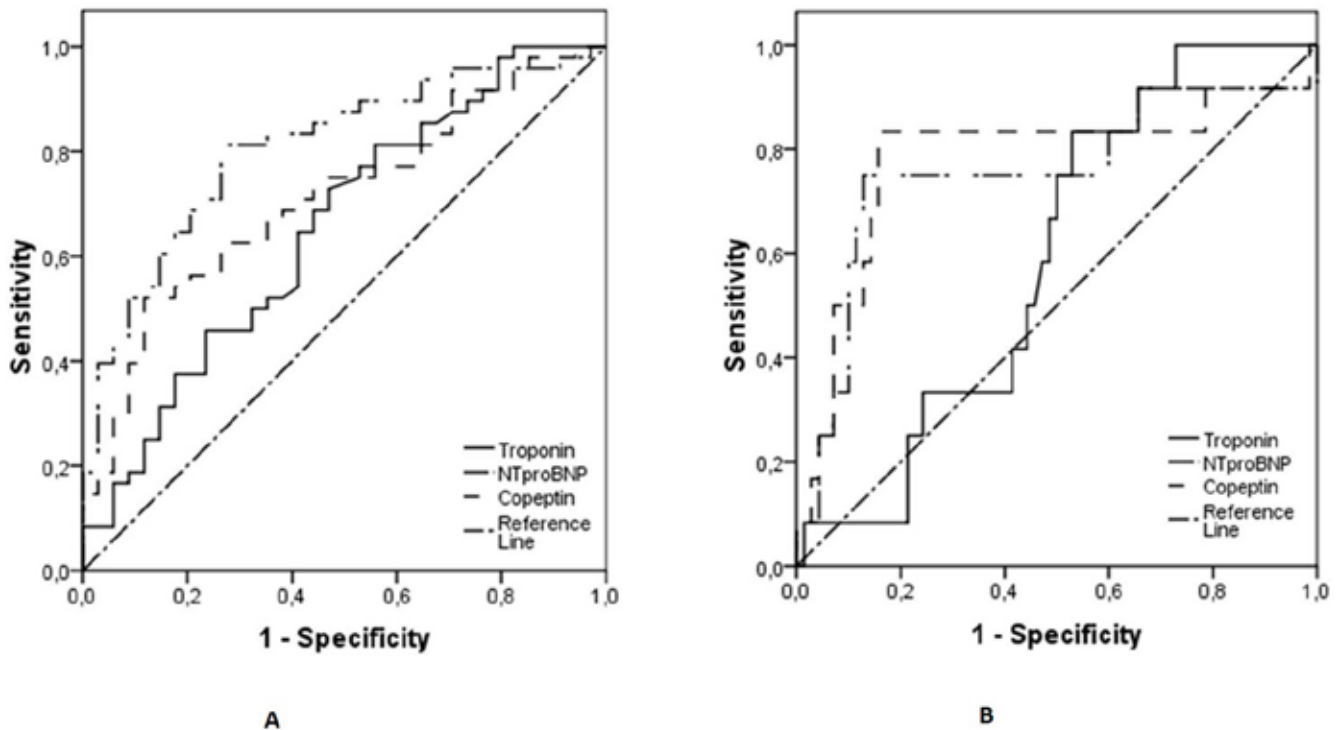 1,0
0,8
0,6
0,4
0,2
0,0
Sensitivity
0,0 0,2 0,4 0,6 0,8 1,0
1 - Specificity
Troponin
NTproBNP
Copeptin
Reference
Line
A
1,0
0,8
0,6
0,4
0,2
0,0
Sensitivity
0,0 0,2 0,4 0,6 0,8 1,0
1 - Specificity
Troponin
NTproBNP
Copeptin
Reference
Line
B